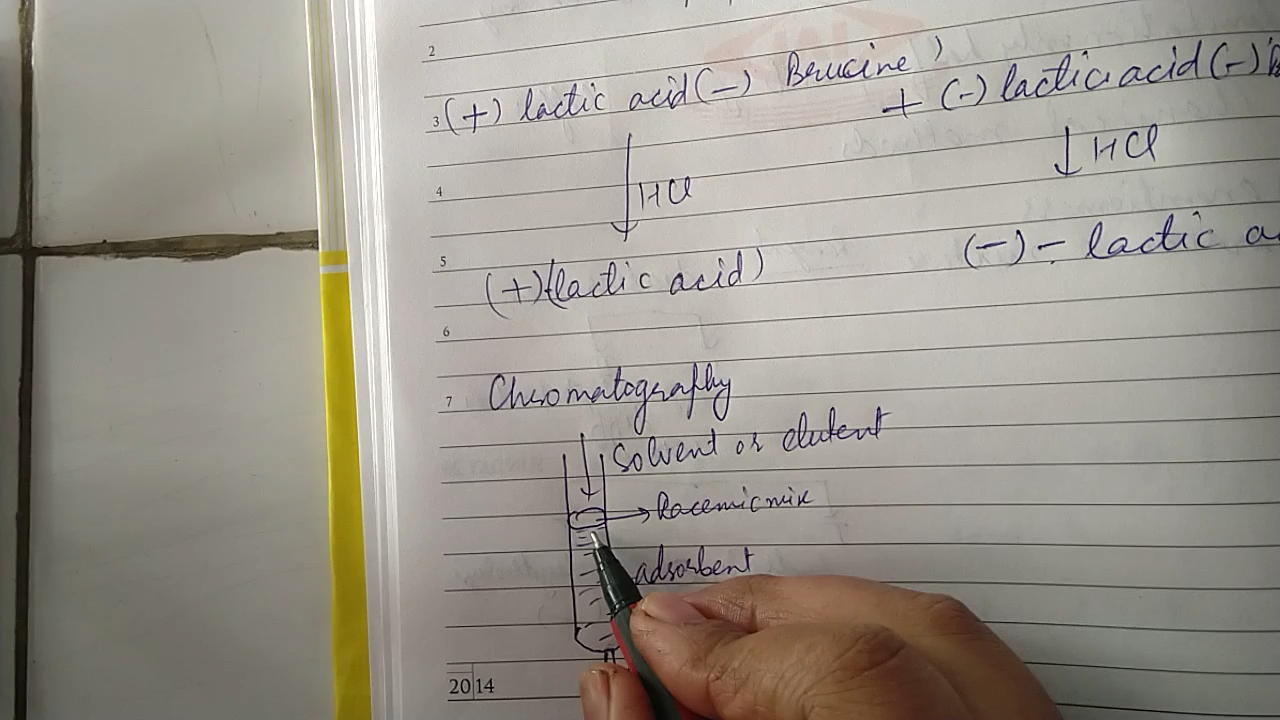 2
3 (+) lactic acid (-) Brucine ) + (-) lactic acid (-)
4 HCl HCl
5 (+) (lactic acid) (-) - lactic a
6
7 Chromatography
Solvent or elutent
Racemic mix
adsorbent
2014